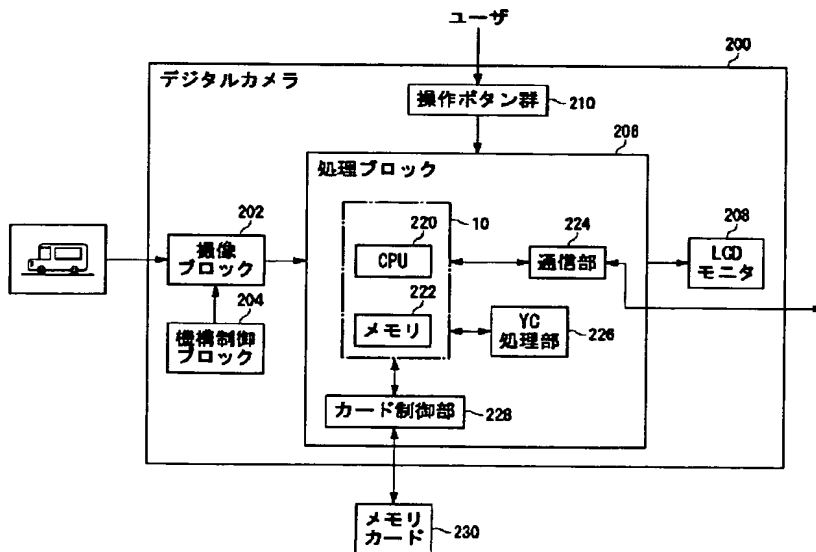 ユーザ
200
デジタルカメラ
操作ボタン群
210
206
処理ブロック
202
撮像
ブロック
204
機構制御
ブロック
10
220
CPU
222
メモリ
224
通信部
208
LCD
モニタ
YC
処理部
226
カード制御部
228
メモリ
カード
230